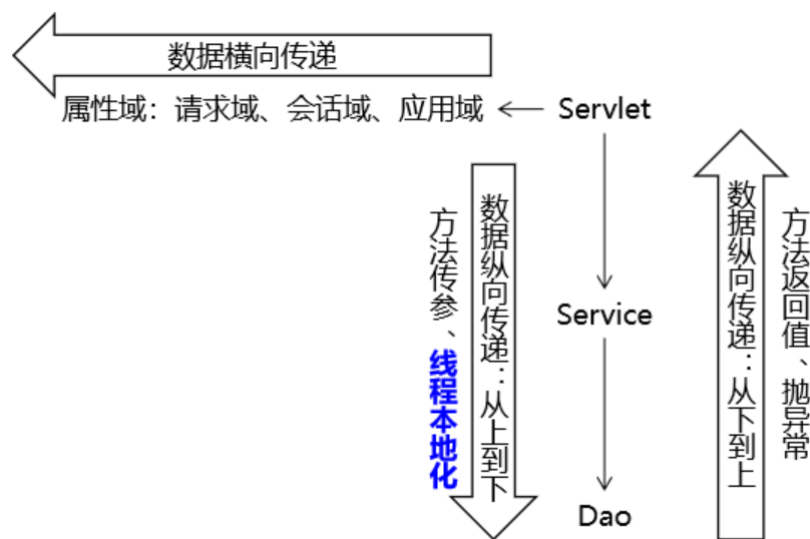 数据横向传递
属性域：请求域、会话域、应用域
Servlet
方法传参、线程本地化
数据纵向传递：从上到下
Service
Dao
数据纵向传递：从下到上
方法返回值、抛异常